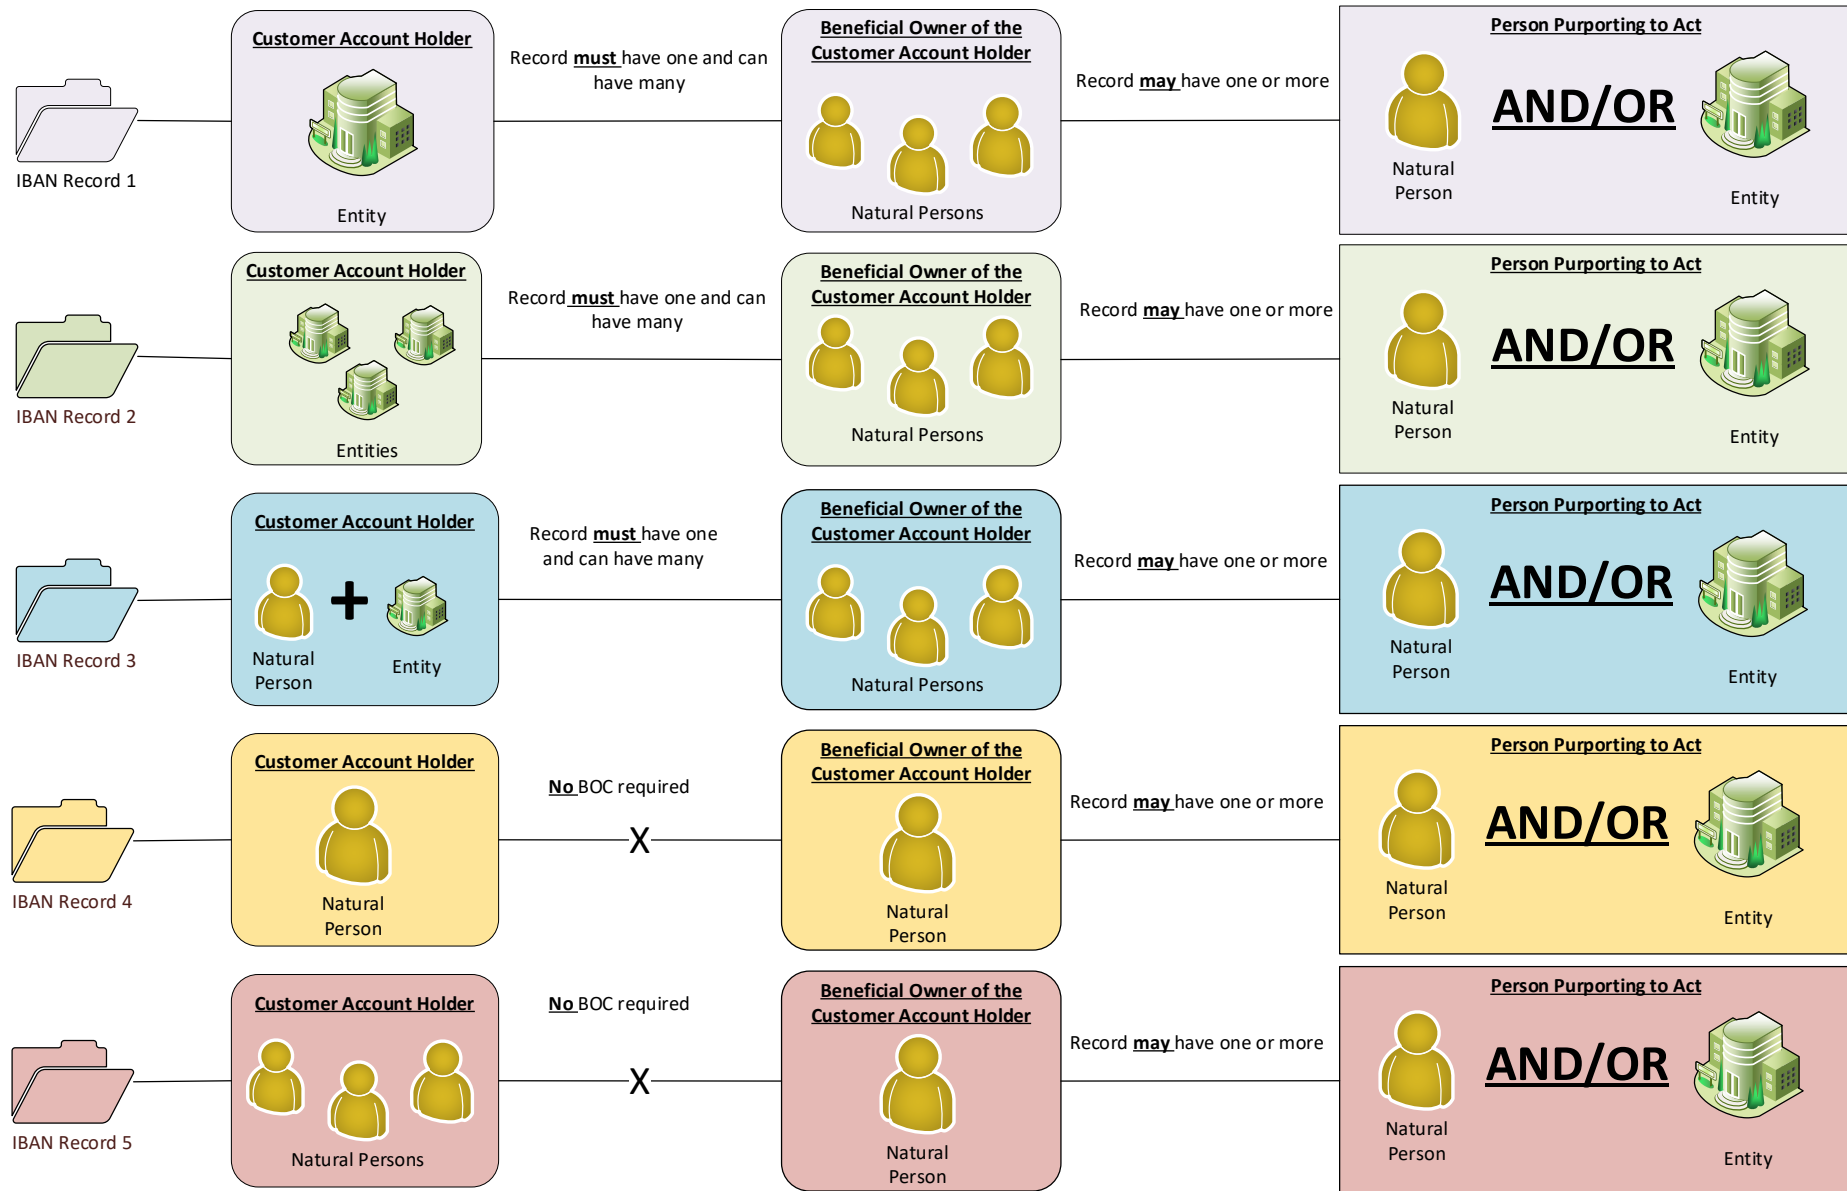 Customer Account Holder
Entity
Record must have one and can
have many
Beneficial Owner of the
Customer Account Holder
Natural Persons
Record may have one or more
Person Purporting to Act
Natural
Person
AND/OR
Entity
IBAN Record 1
Customer Account Holder
Entities
Record must have one and can
have many
Beneficial Owner of the
Customer Account Holder
Natural Persons
Record may have one or more
Person Purporting to Act
Natural
Person
AND/OR
Entity
IBAN Record 2
Customer Account Holder
Natural
Person
Entity
Record must have one
and can have many
Beneficial Owner of the
Customer Account Holder
Natural Persons
Record may have one or more
Person Purporting to Act
Natural
Person
AND/OR
Entity
IBAN Record 3
Customer Account Holder
Natural
Person
No BOC required
X
Beneficial Owner of the
Customer Account Holder
Natural
Person
Record may have one or more
Person Purporting to Act
Natural
Person
AND/OR
Entity
IBAN Record 4
Customer Account Holder
Natural Persons
No BOC required
X
Beneficial Owner of the
Customer Account Holder
Natural
Person
Record may have one or more
Person Purporting to Act
Natural
Person
AND/OR
Entity
IBAN Record 5